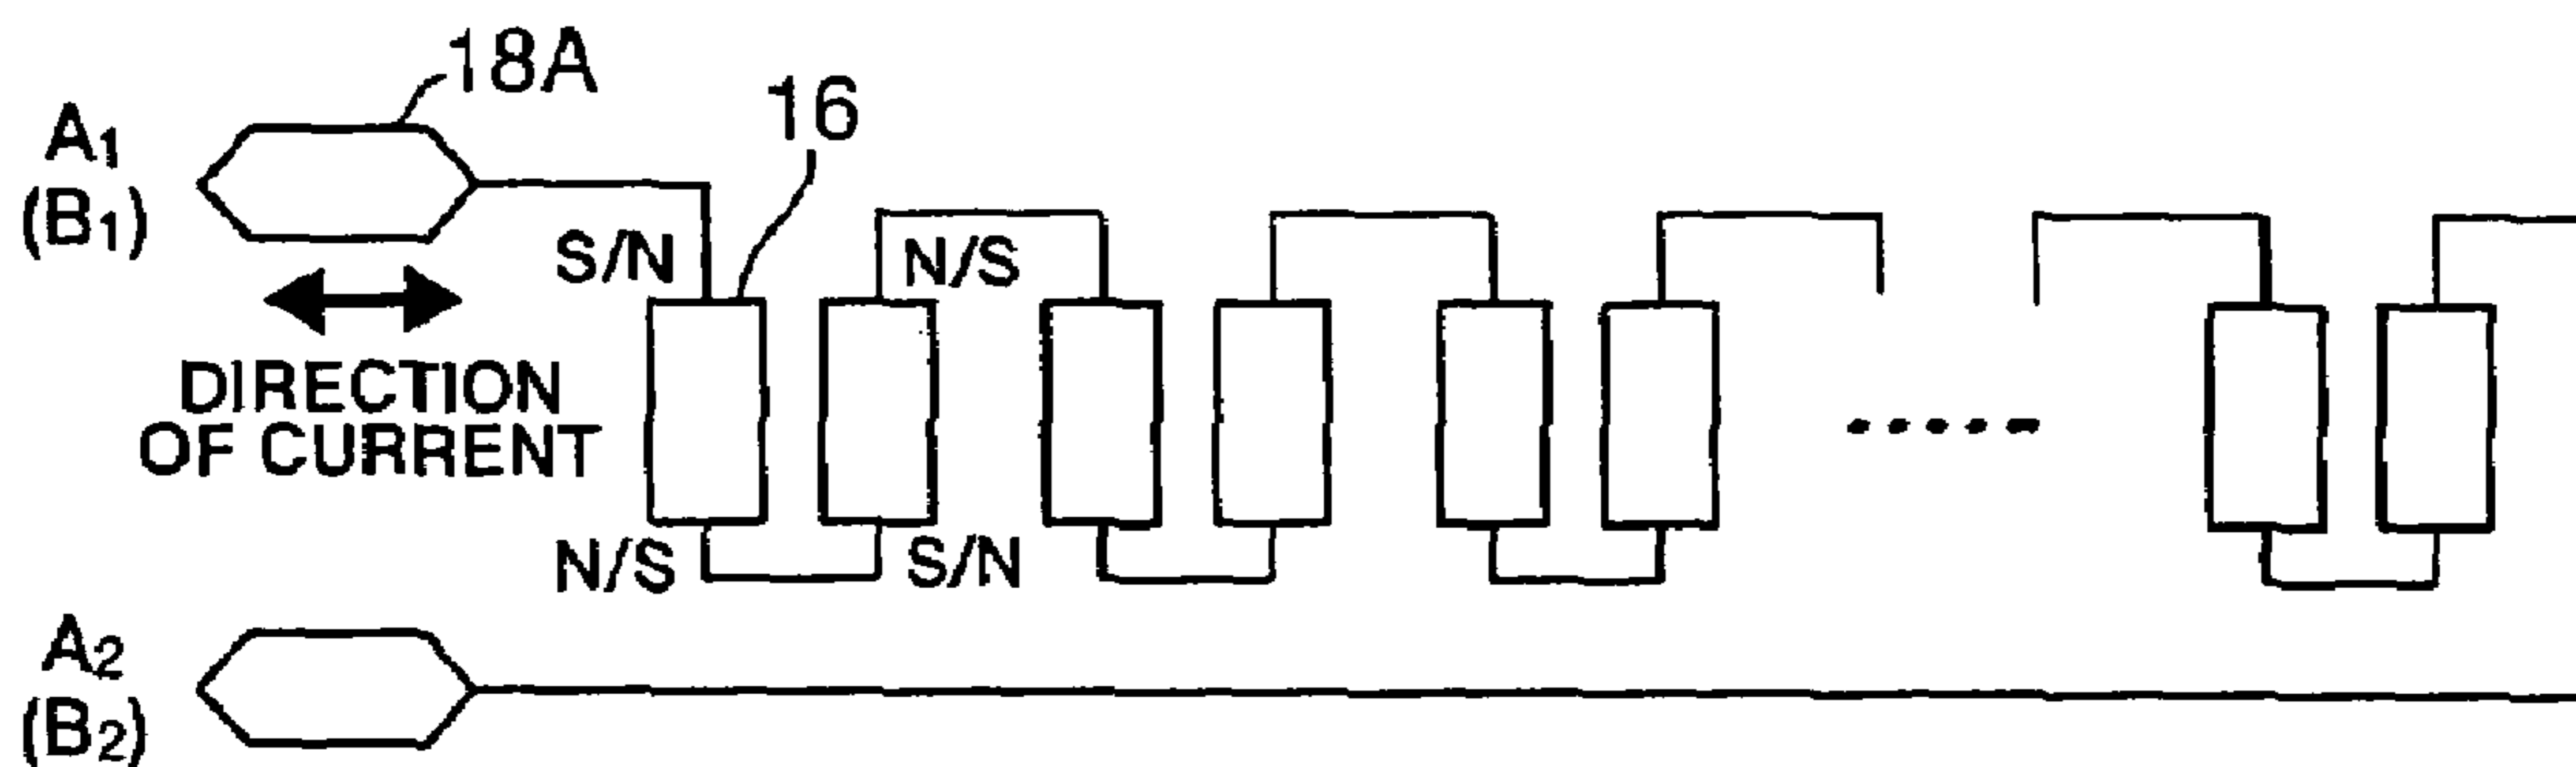 18A
A1
(B1)
16
S/N
N/S
DIRECTION
OF CURRENT
N/S
S/N
A2
(B2)